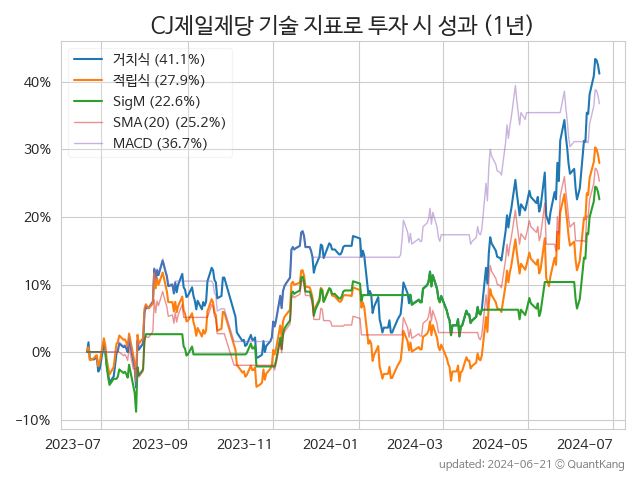 CJ제일제당 기술 지표로 투자 시 성과 (1년)
거치식 (41.1%)
적립식 (27.9%)
SigM (22.6%)
SMA(20) (25.2%)
MACD (36.7%)
40%
30%
20%
10%
0%
−10%
2023-07 2023-09 2023-11 2024-01 2024-03 2024-05 2024-07
updated: 2024-06-21 © QuantKang